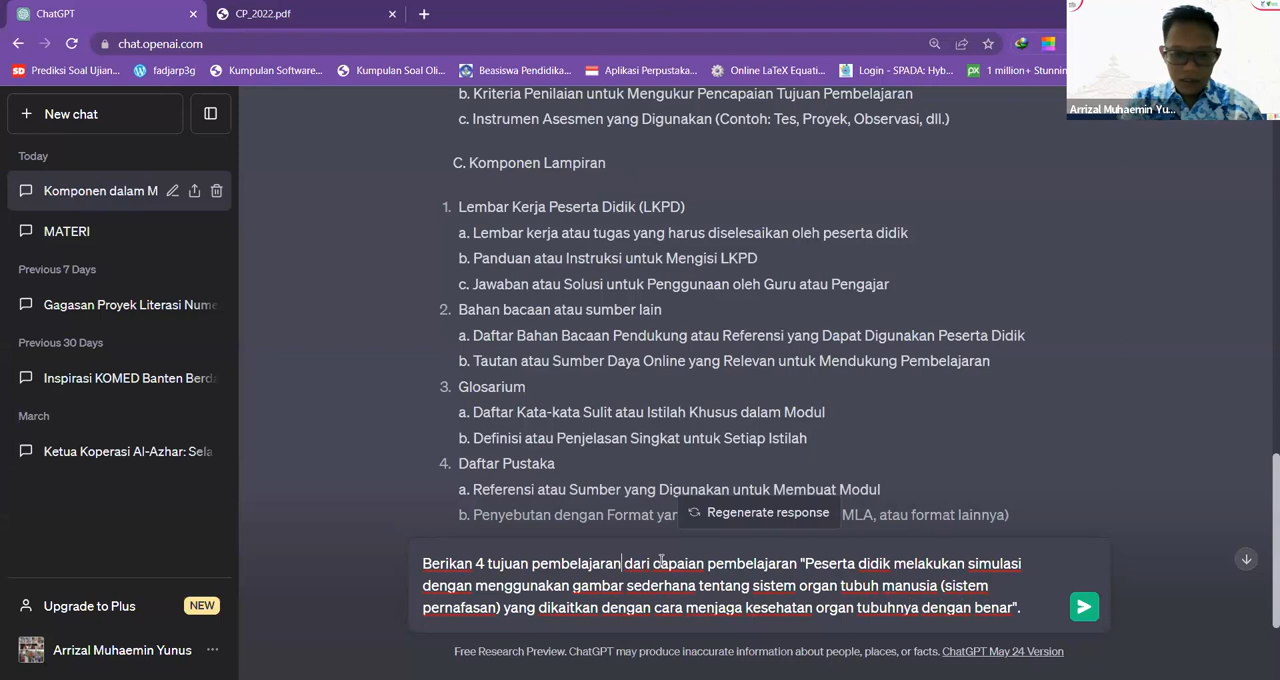 ChatGPT
CP_2022.pdf
chat.openai.com
SD Prediksi Soal Ujian...
fadjarp3g
Kumpulan Software...
Kumpulan Soal Oli...
Beasiswa Pendidika...
Aplikasi Perpustaka...
Online LaTeX Equati...
Login - SPADA: Hyb...
px 1 million+ Stunnin
Arrizal Muhaemin Yu...
New chat
Today
Komponen dalam M
MATERI
Previous 7 Days
Gagasan Proyek Literasi Nume
Previous 30 Days
Inspirasi KOMED Banten Berda
March
Ketua Koperasi Al-Azhar: Sela
Upgrade to Plus NEW
Arrizal Muhaemin Yunus ...
b. Kriteria Penilaian untuk Mengukur Pencapaian Tujuan Pembelajaran
c. Instrumen Asesmen yang Digunakan (Contoh: Tes, Proyek, Observasi, dll.)
C. Komponen Lampiran
1. Lembar Kerja Peserta Didik (LKPD)
a. Lembar kerja atau tugas yang harus diselesaikan oleh peserta didik
b. Panduan atau Instruksi untuk Mengisi LKPD
c. Jawaban atau Solusi untuk Penggunaan oleh Guru atau Pengajar
2. Bahan bacaan atau sumber lain
a. Daftar Bahan Bacaan Pendukung atau Referensi yang Dapat Digunakan Peserta Didik
b. Tautan atau Sumber Daya Online yang Relevan untuk Mendukung Pembelajaran
3. Glosarium
a. Daftar Kata-kata Sulit atau Istilah Khusus dalam Modul
b. Definisi atau Penjelasan Singkat untuk Setiap Istilah
4. Daftar Pustaka
a. Referensi atau Sumber yang Digunakan untuk Membuat Modul
b. Penyebutan dengan Format yan MLA, atau format lainnya)
Regenerate response
Berikan 4 tujuan pembelajaran dari capaian pembelajaran "Peserta didik melakukan simulasi
dengan menggunakan gambar sederhana tentang sistem organ tubuh manusia (sistem
pernafasan) yang dikaitkan dengan cara menjaga kesehatan organ tubuhnya dengan benar".
Free Research Preview. ChatGPT may produce inaccurate information about people, places, or facts. ChatGPT May 24 Version